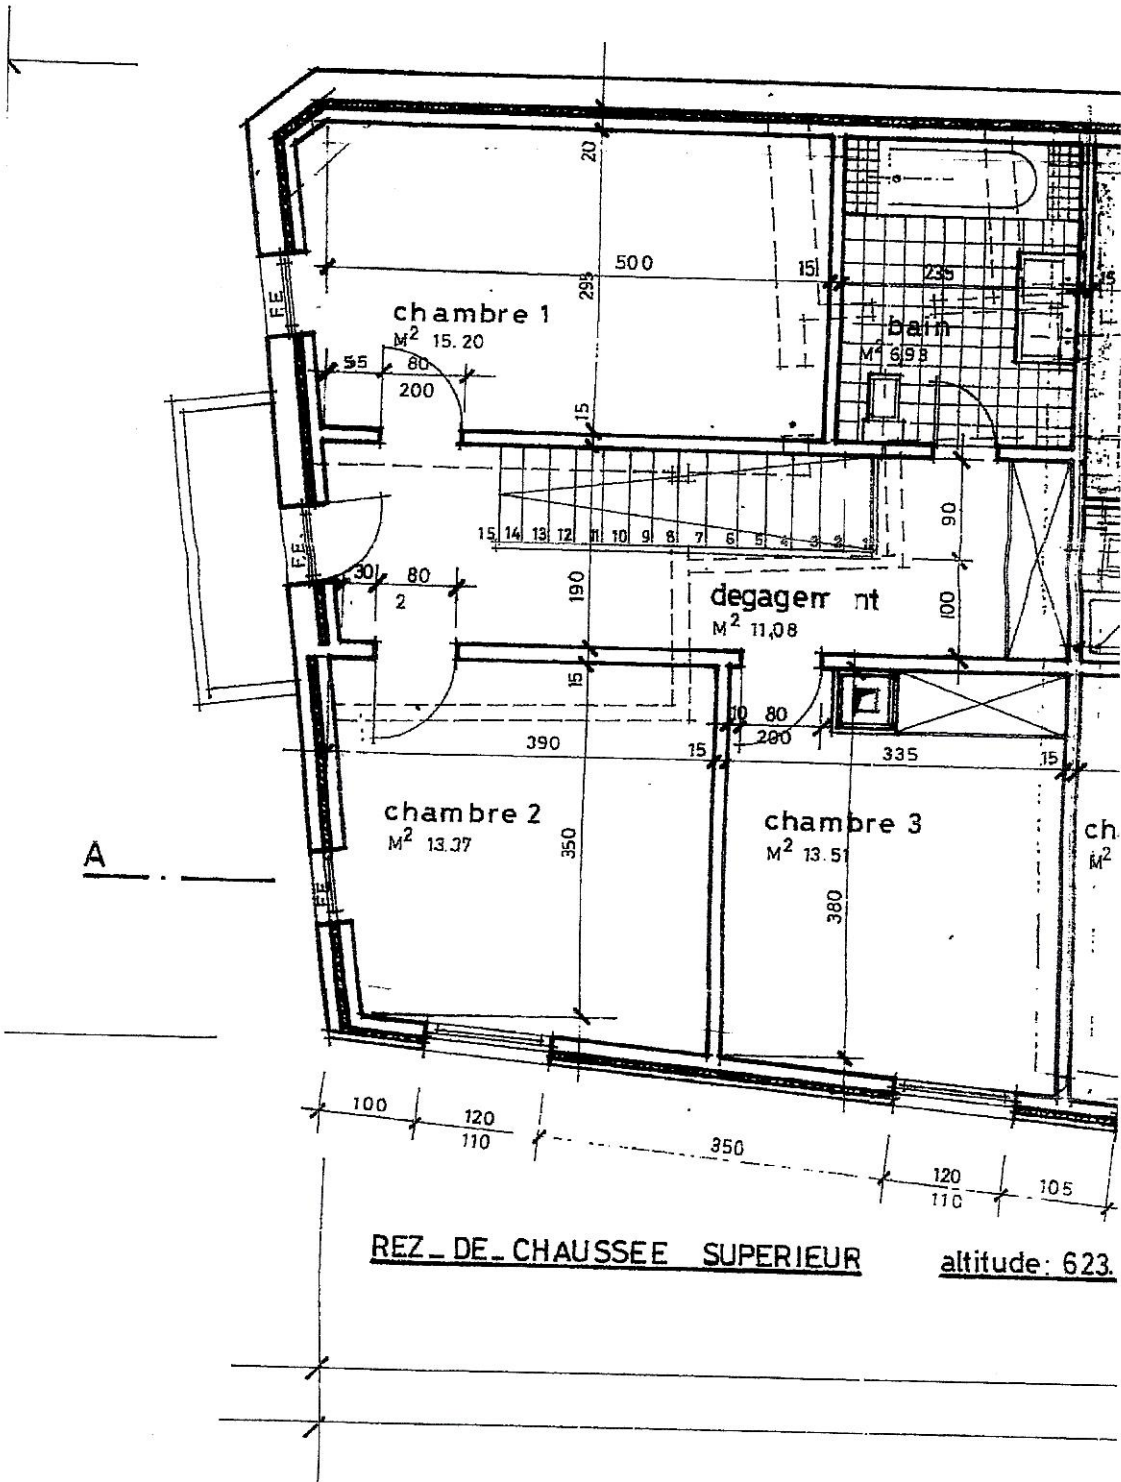 20
500
15
295
235
15
F.E.
chambre 1
M² 15.20
bain
M² 6,93
55
80
200
15
15 14 13 12 11 10 9 8 7 6 5 4 3 2 1
90
F.E.
30
80
2
190
100
degagem nt
M² 11,08
15
10
80
200
390
15
335
15
chambre 2
M² 13.37
chambre 3
M² 13.51
ch
M²
350
380
A
F.E.
100
120
110
350
120
110
105
REZ_DE_CHAUSSEE SUPERIEUR
altitude: 623.